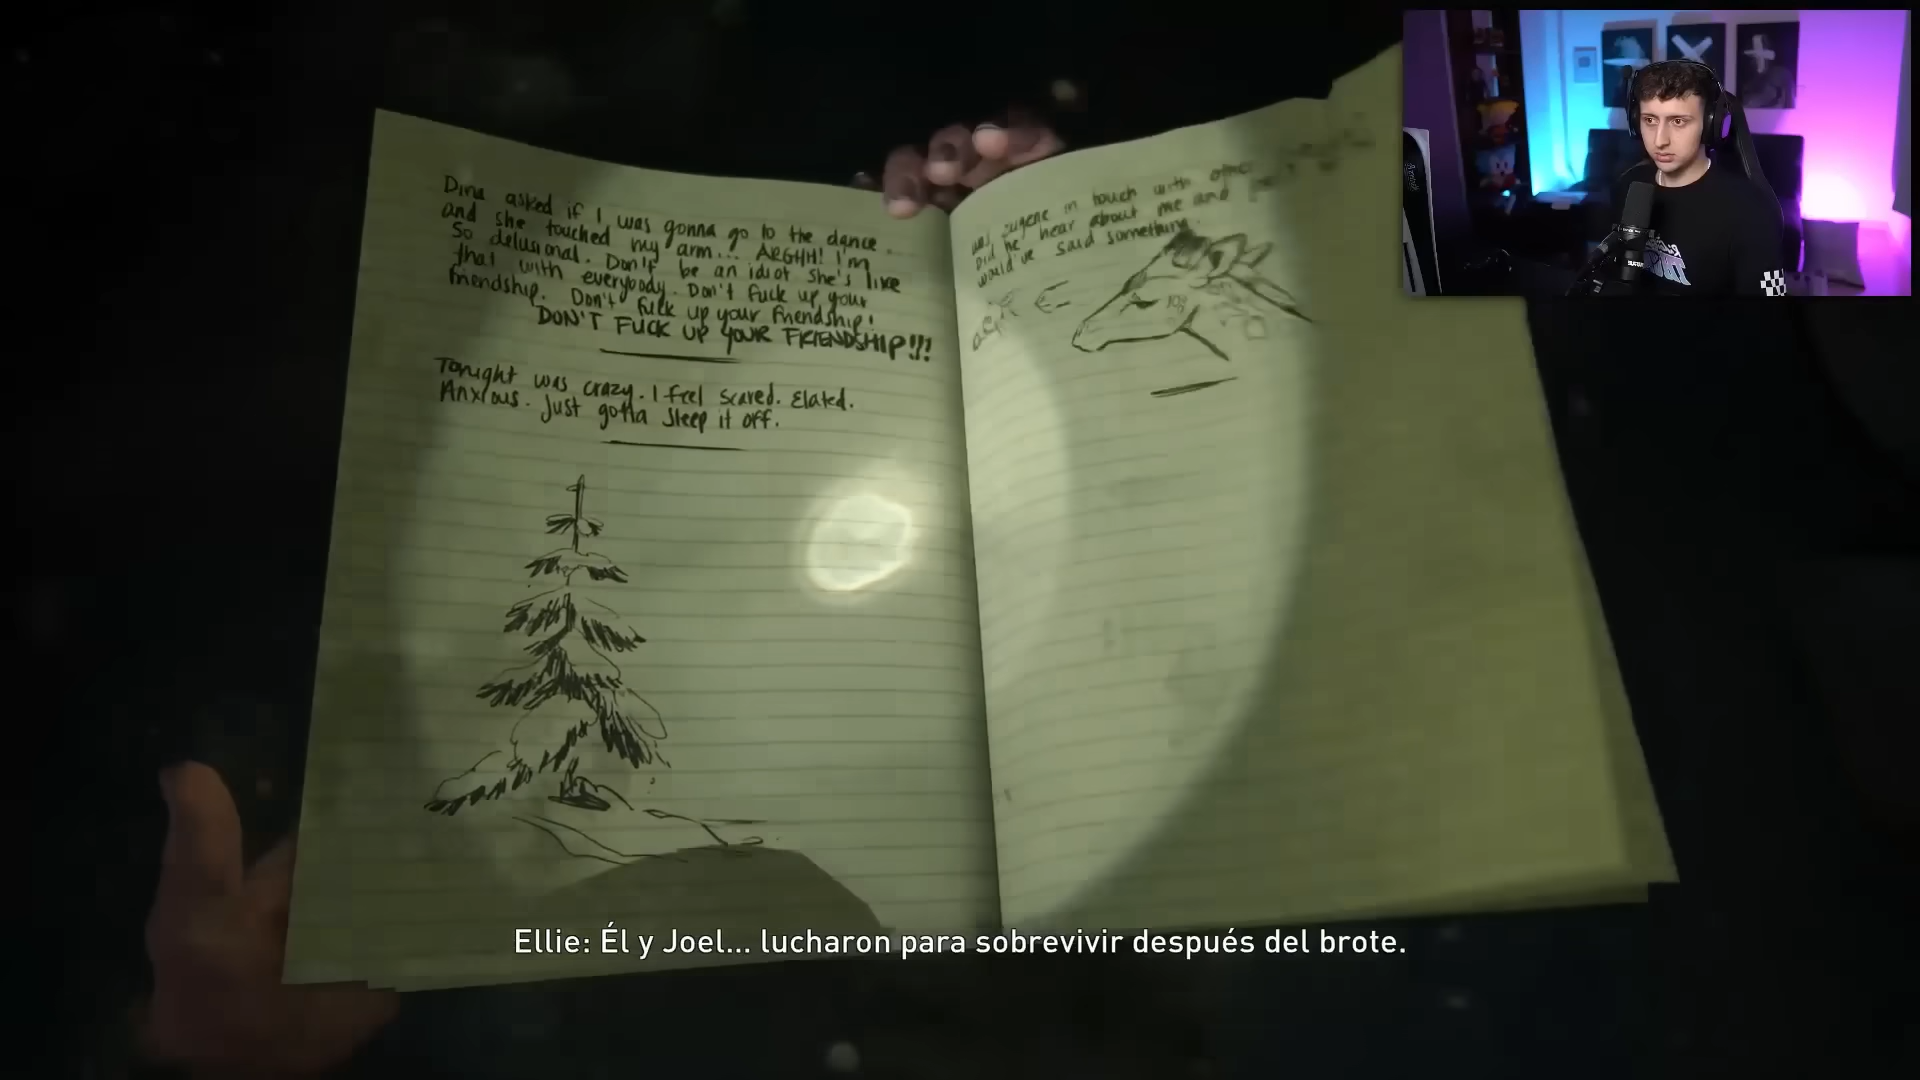 Dina asked if I was gonna go to the dance
and she touched my arm... ARGHH! I'm
so delusional. Don't be an idiot she's like
that with everybody. Don't fuck up your
friendship. Don't fuck up your friendship!
DON'T FUCK UP YOUR FRIENDSHIP!!!
Tonight was crazy. I feel scared. Elated.
Anxious. Just gotta sleep it off.
was Eugene in touch with other
Did he hear about me and
would've said something.
Ellie: Él y Joel... lucharon para sobrevivir después del brote.